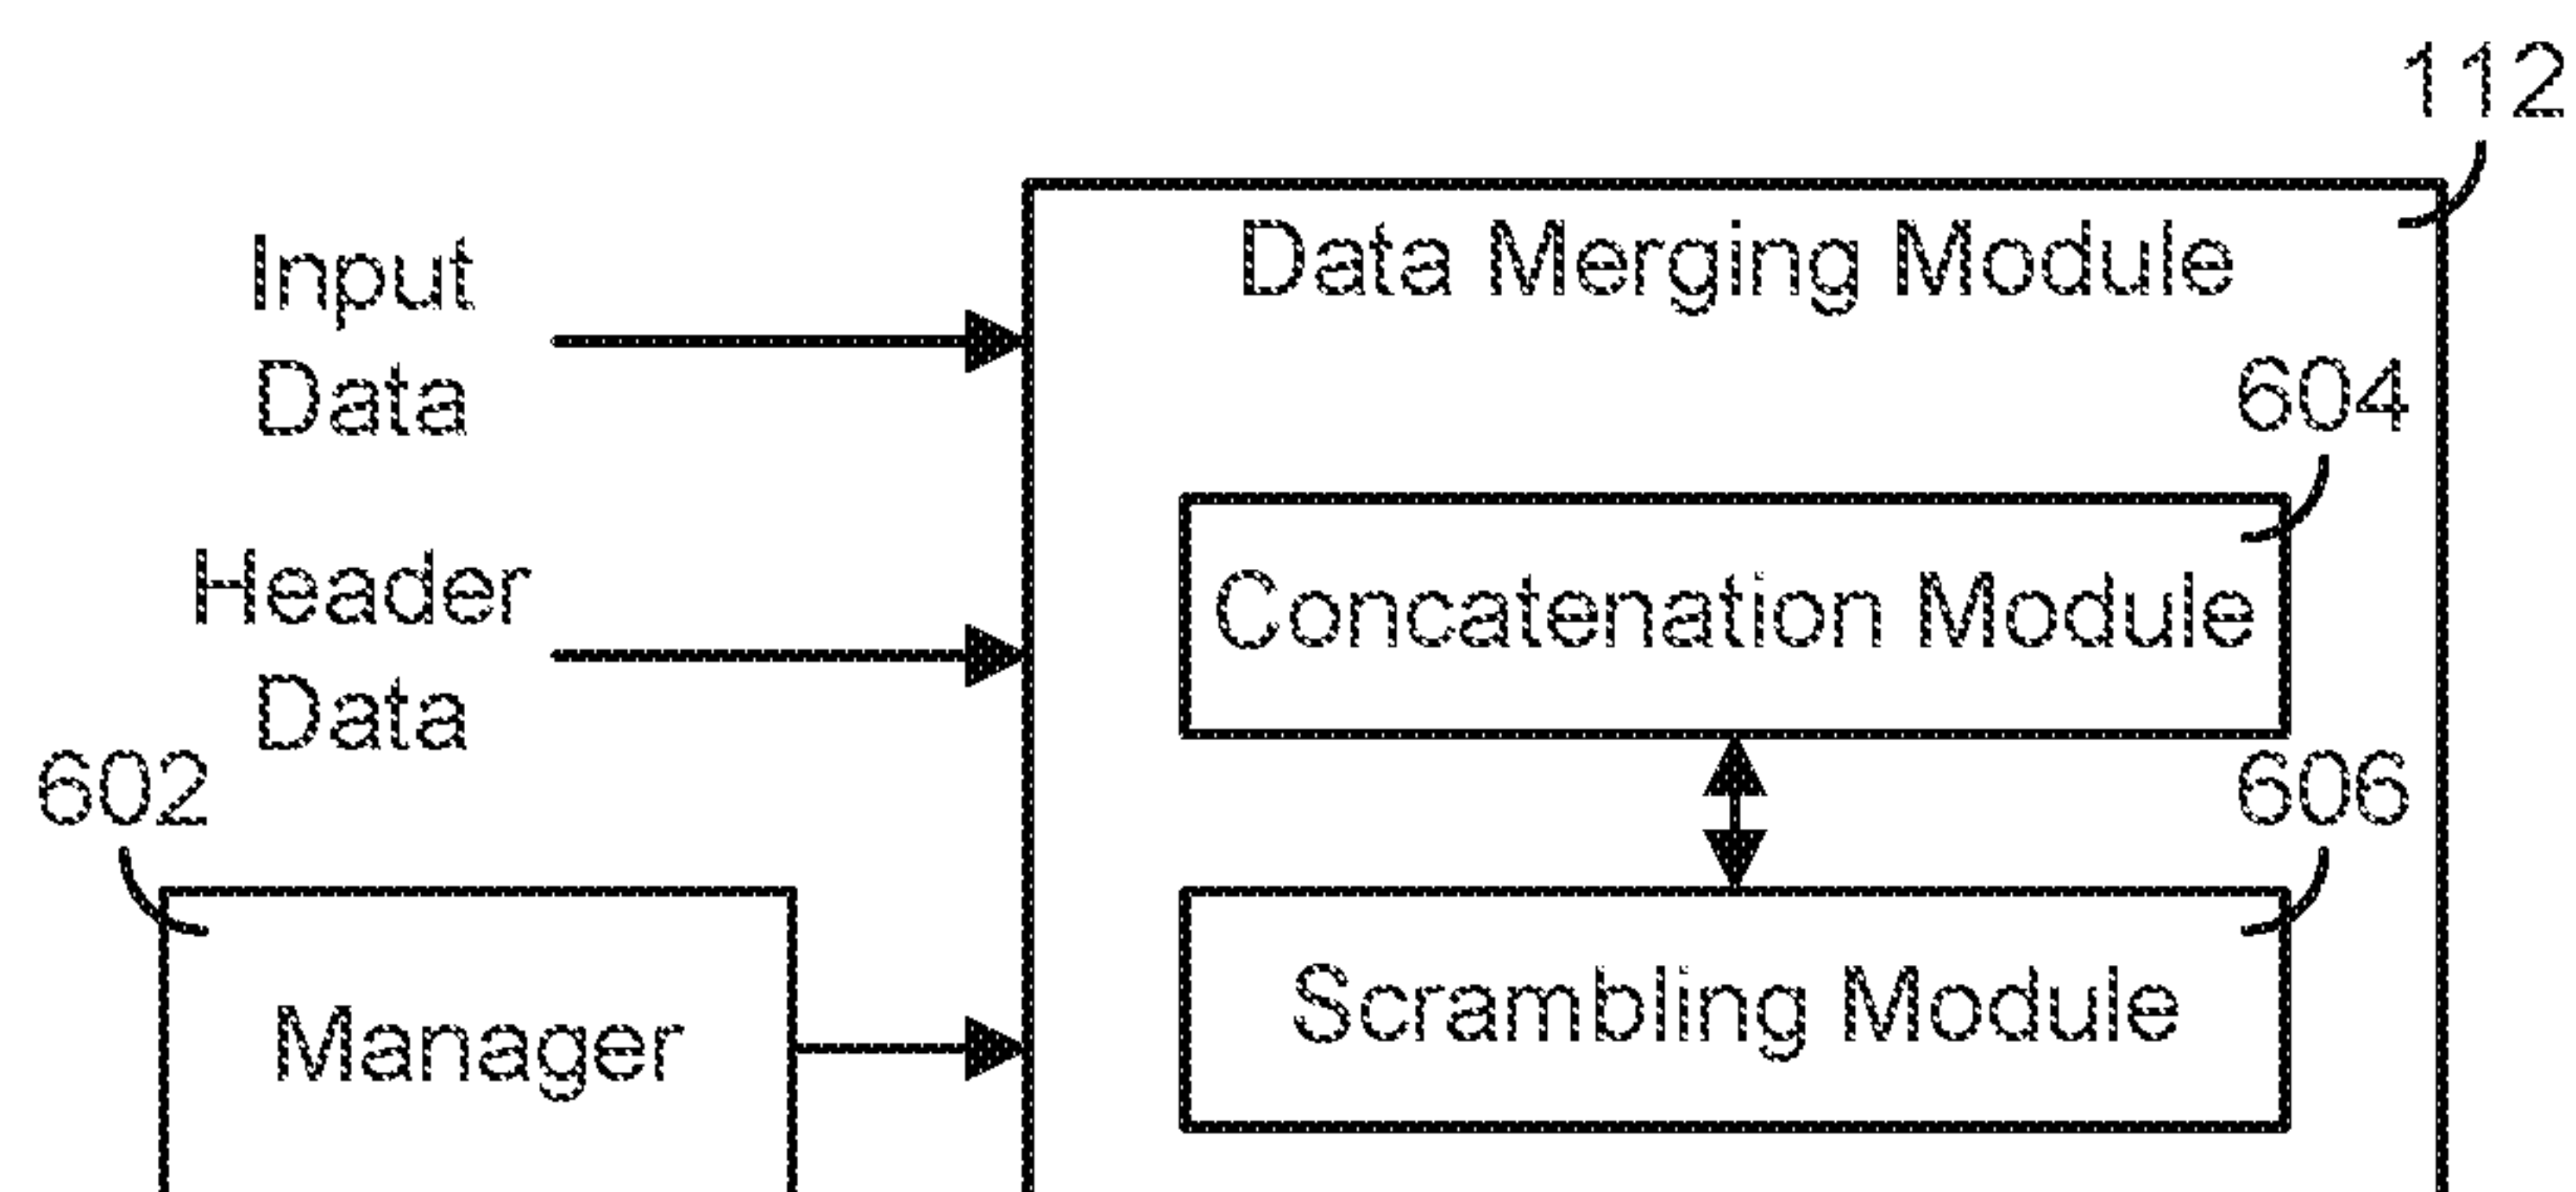 112
Input
Data
Data Merging Module
604
Header
Data
Concatenation Module
602
606
Manager
Scrambling Module